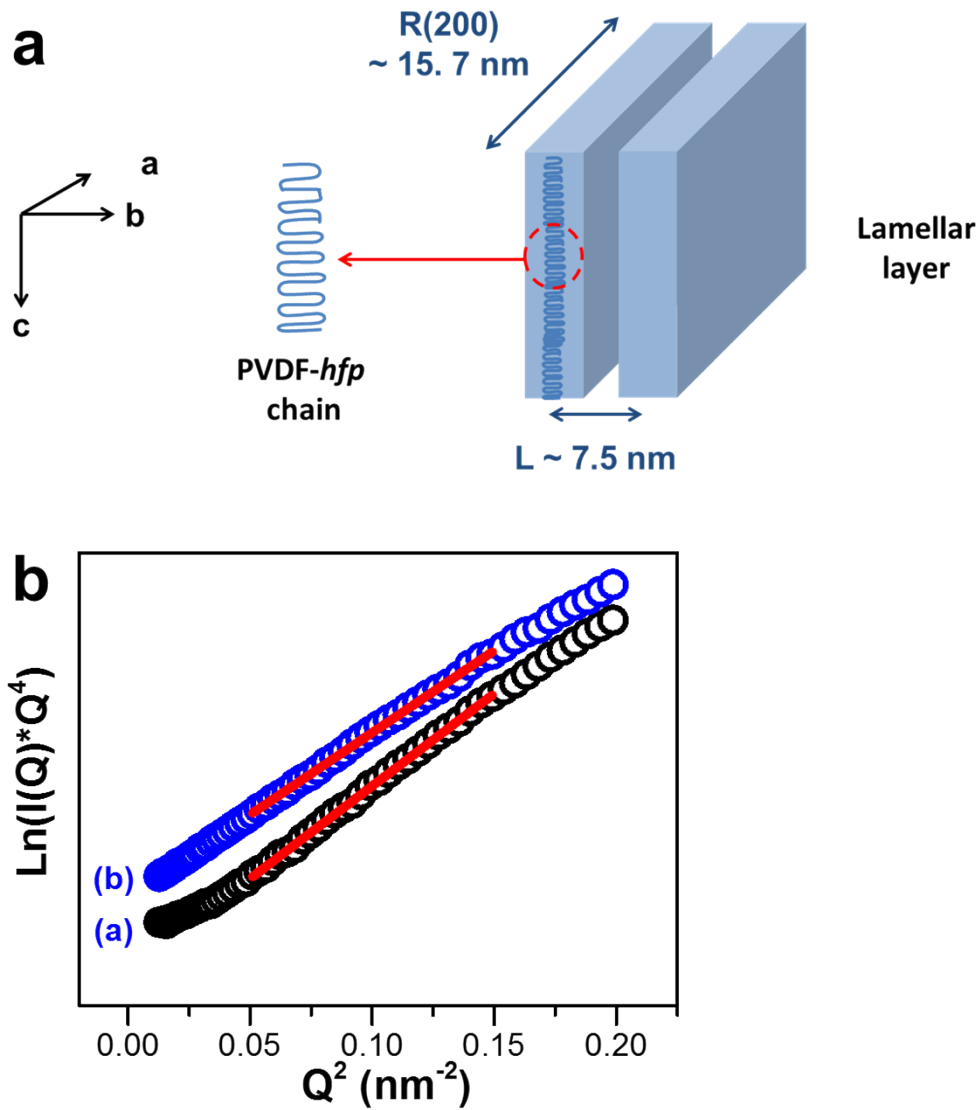 a
R(200)
~ 15. 7 nm
a
b
c
PVDF-hfp
chain
Lamellar
layer
L ~ 7.5 nm
b
Ln(I(Q)*Q⁴)
(b)
(a)
0.00 0.05 0.10 0.15 0.20
Q² (nm⁻²)